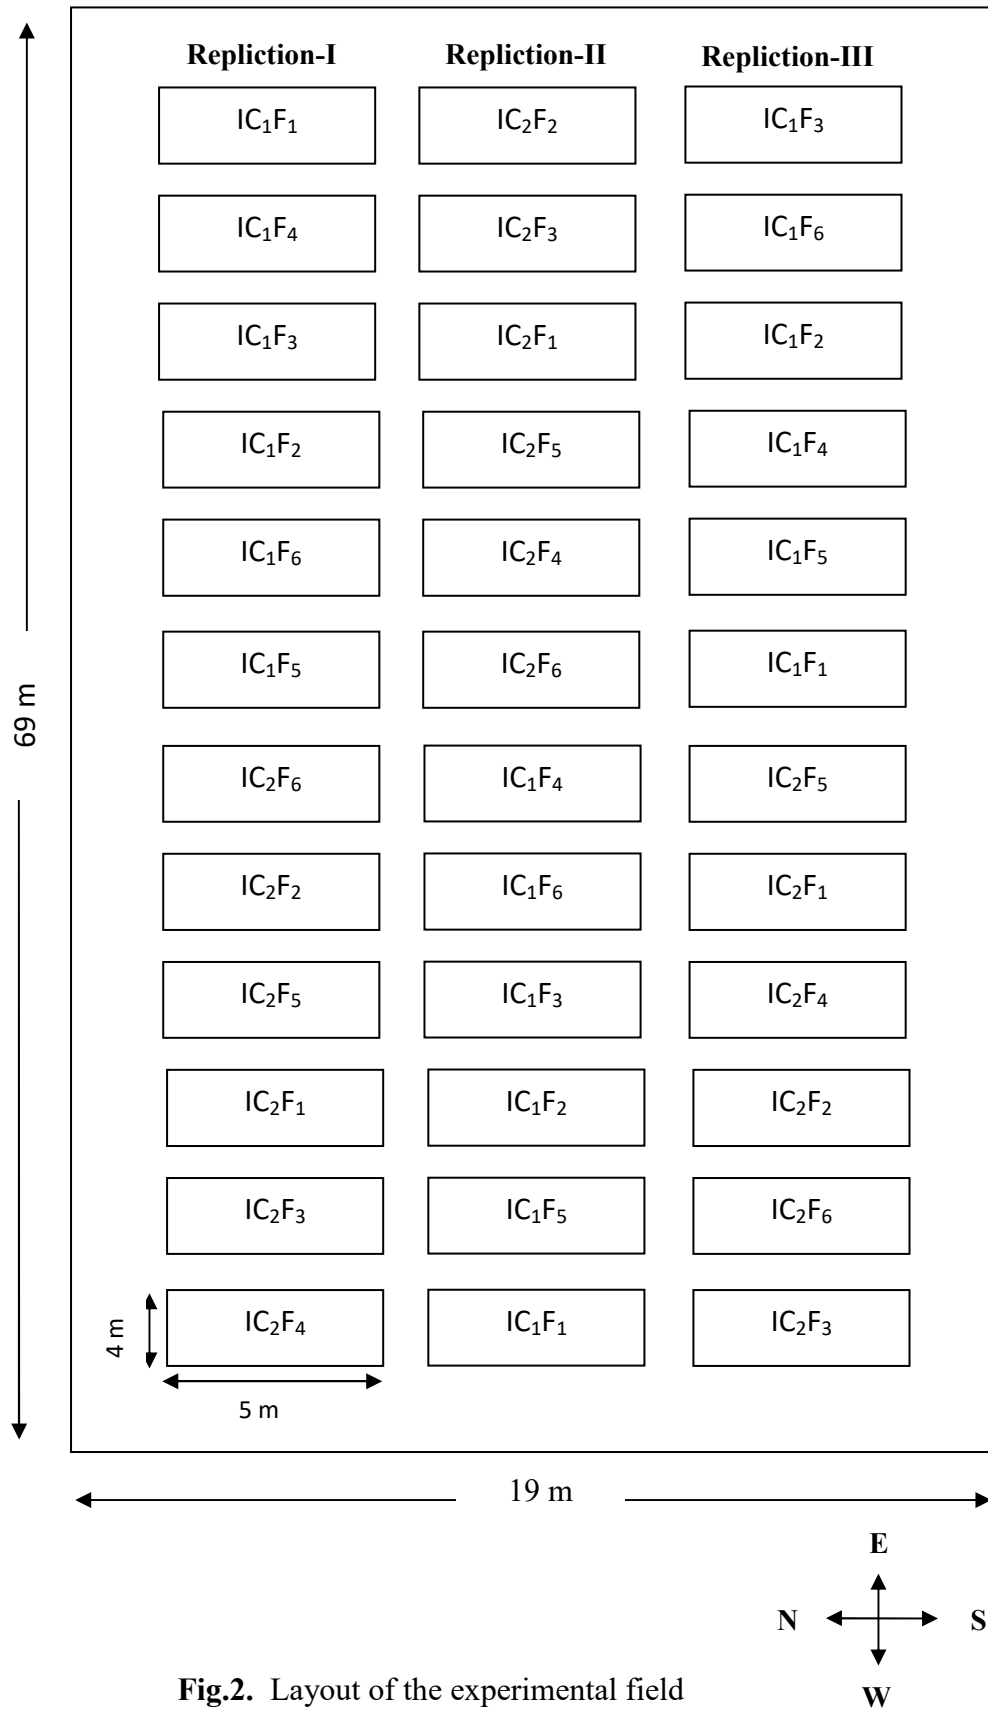 Repliction-I Repliction-II Repliction-III
IC₁F₁ IC₂F₂ IC₁F₃
IC₁F₄ IC₂F₃ IC₁F₆
IC₁F₃ IC₂F₁ IC₁F₂
IC₁F₂ IC₂F₅ IC₁F₄
IC₁F₆ IC₂F₄ IC₁F₅
IC₁F₅ IC₂F₆ IC₁F₁
69 m
IC₂F₆ IC₁F₄ IC₂F₅
IC₂F₂ IC₁F₆ IC₂F₁
IC₂F₅ IC₁F₃ IC₂F₄
IC₂F₁ IC₁F₂ IC₂F₂
IC₂F₃ IC₁F₅ IC₂F₆
IC₂F₄ IC₁F₁ IC₂F₃
4 m
5 m
19 m
E
N S
W
Fig.2. Layout of the experimental field